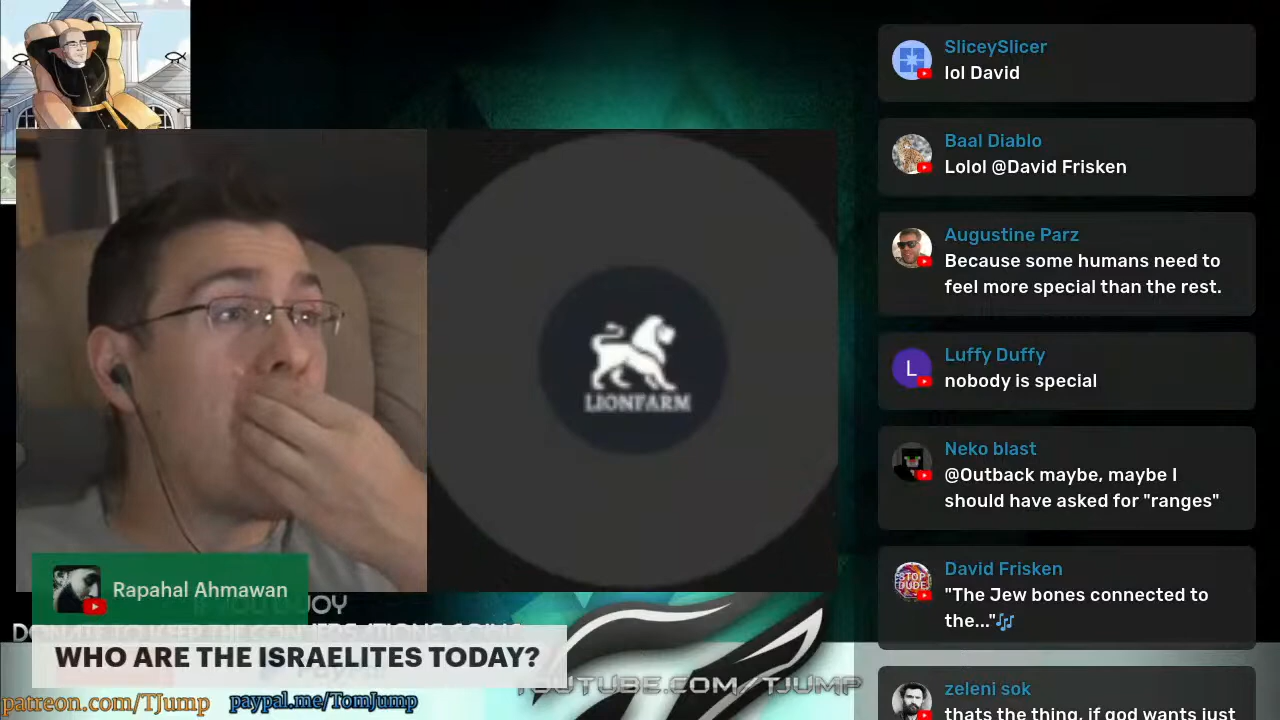 SliceySlicer
lol David
Baal Diablo
Lolol @David Frisken
Augustine Parz
Because some humans need to
feel more special than the rest.
Luffy Duffy
nobody is special
Neko blast
@Outback maybe, maybe I
should have asked for "ranges"
David Frisken
"The Jew bones connected to
the..."🎶
zeleni sok
thats the thing, if god wants just
LIONFARM
L
STOP
DUDE
Rapahal Ahmawan
WHO ARE THE ISRAELITES TODAY?
YOUTUBE.COM/TJUMP
patreon.com/TJump
paypal.me/TomJump